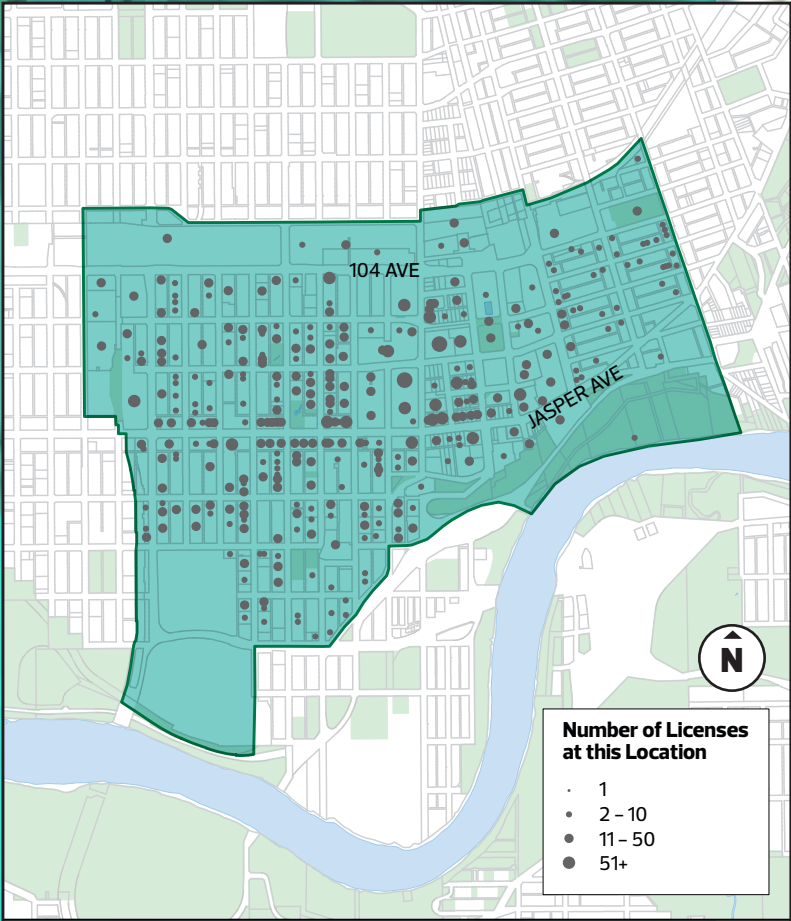 104 AVE
JASPER AVE
N
Number of Licenses
at this Location
1
2 – 10
11 – 50
51+